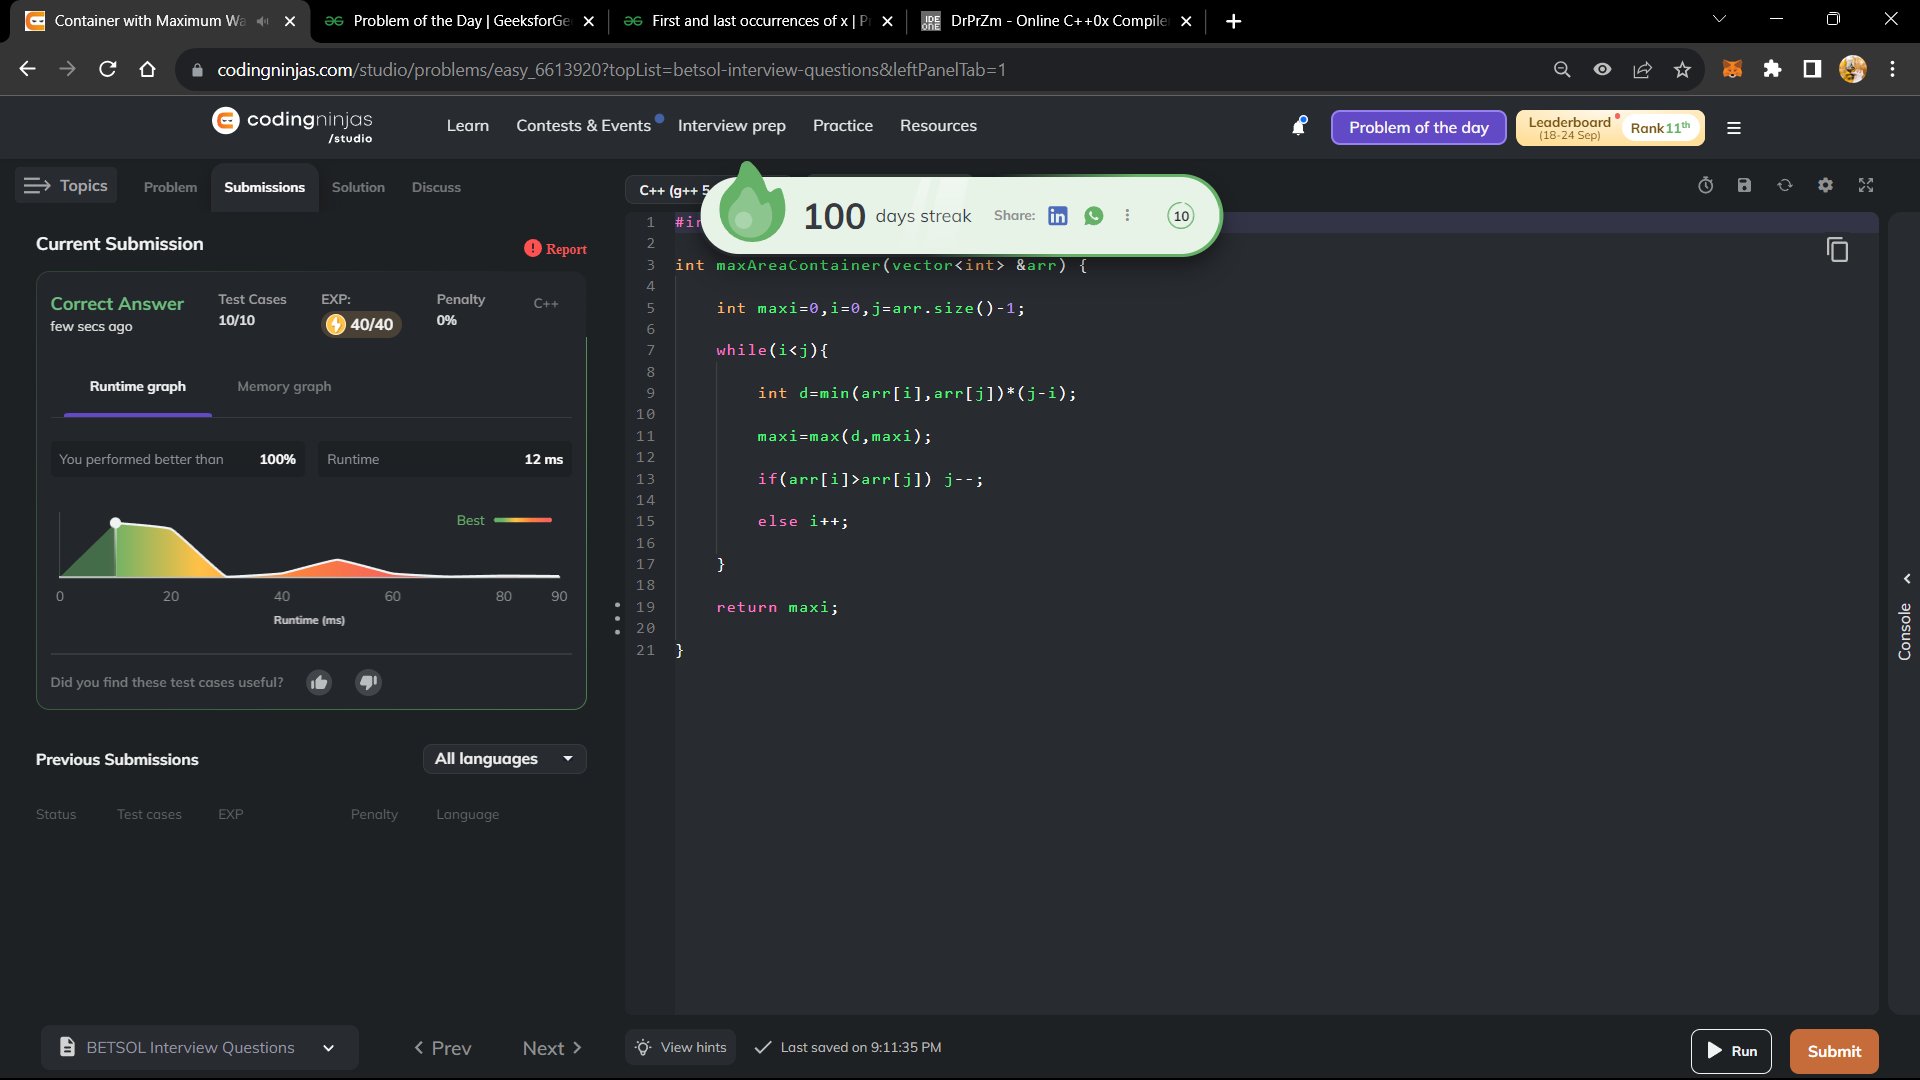 Container with Maximum Wa
Problem of the Day | GeeksforGe
First and last occurrences of x | P
DrPrZm - Online C++0x Compile
codingninjas.com/studio/problems/easy_6613920?topList=betsol-interview-questions&leftPanelTab=1
codingninjas
/studio
Learn
Contests & Events
Interview prep
Practice
Resources
Problem of the day
Leaderboard
(18-24 Sep)
Rank 11th
Topics
Problem
Submissions
Solution
Discuss
C++ (g++ 5
100 days streak
Share:
10
Current Submission
Report
Correct Answer
few secs ago
Test Cases
10/10
EXP:
40/40
Penalty
0%
C++
Runtime graph
Memory graph
You performed better than 100%
Runtime 12 ms
Best
0 20 40 60 80 90
Runtime (ms)
Did you find these test cases useful?
Previous Submissions
All languages
Status Test cases EXP Penalty Language
1 #in
2
3 int maxAreaContainer(vector<int> &arr) {
4
5 int maxi=0,i=0,j=arr.size()-1;
6
7 while(i<j){
8
9 int d=min(arr[i],arr[j])*(j-i);
10
11 maxi=max(d,maxi);
12
13 if(arr[i]>arr[j]) j--;
14
15 else i++;
16
17 }
18
19 return maxi;
20
21 }
Console
BETSOL Interview Questions
Prev
Next
View hints
Last saved on 9:11:35 PM
Run
Submit